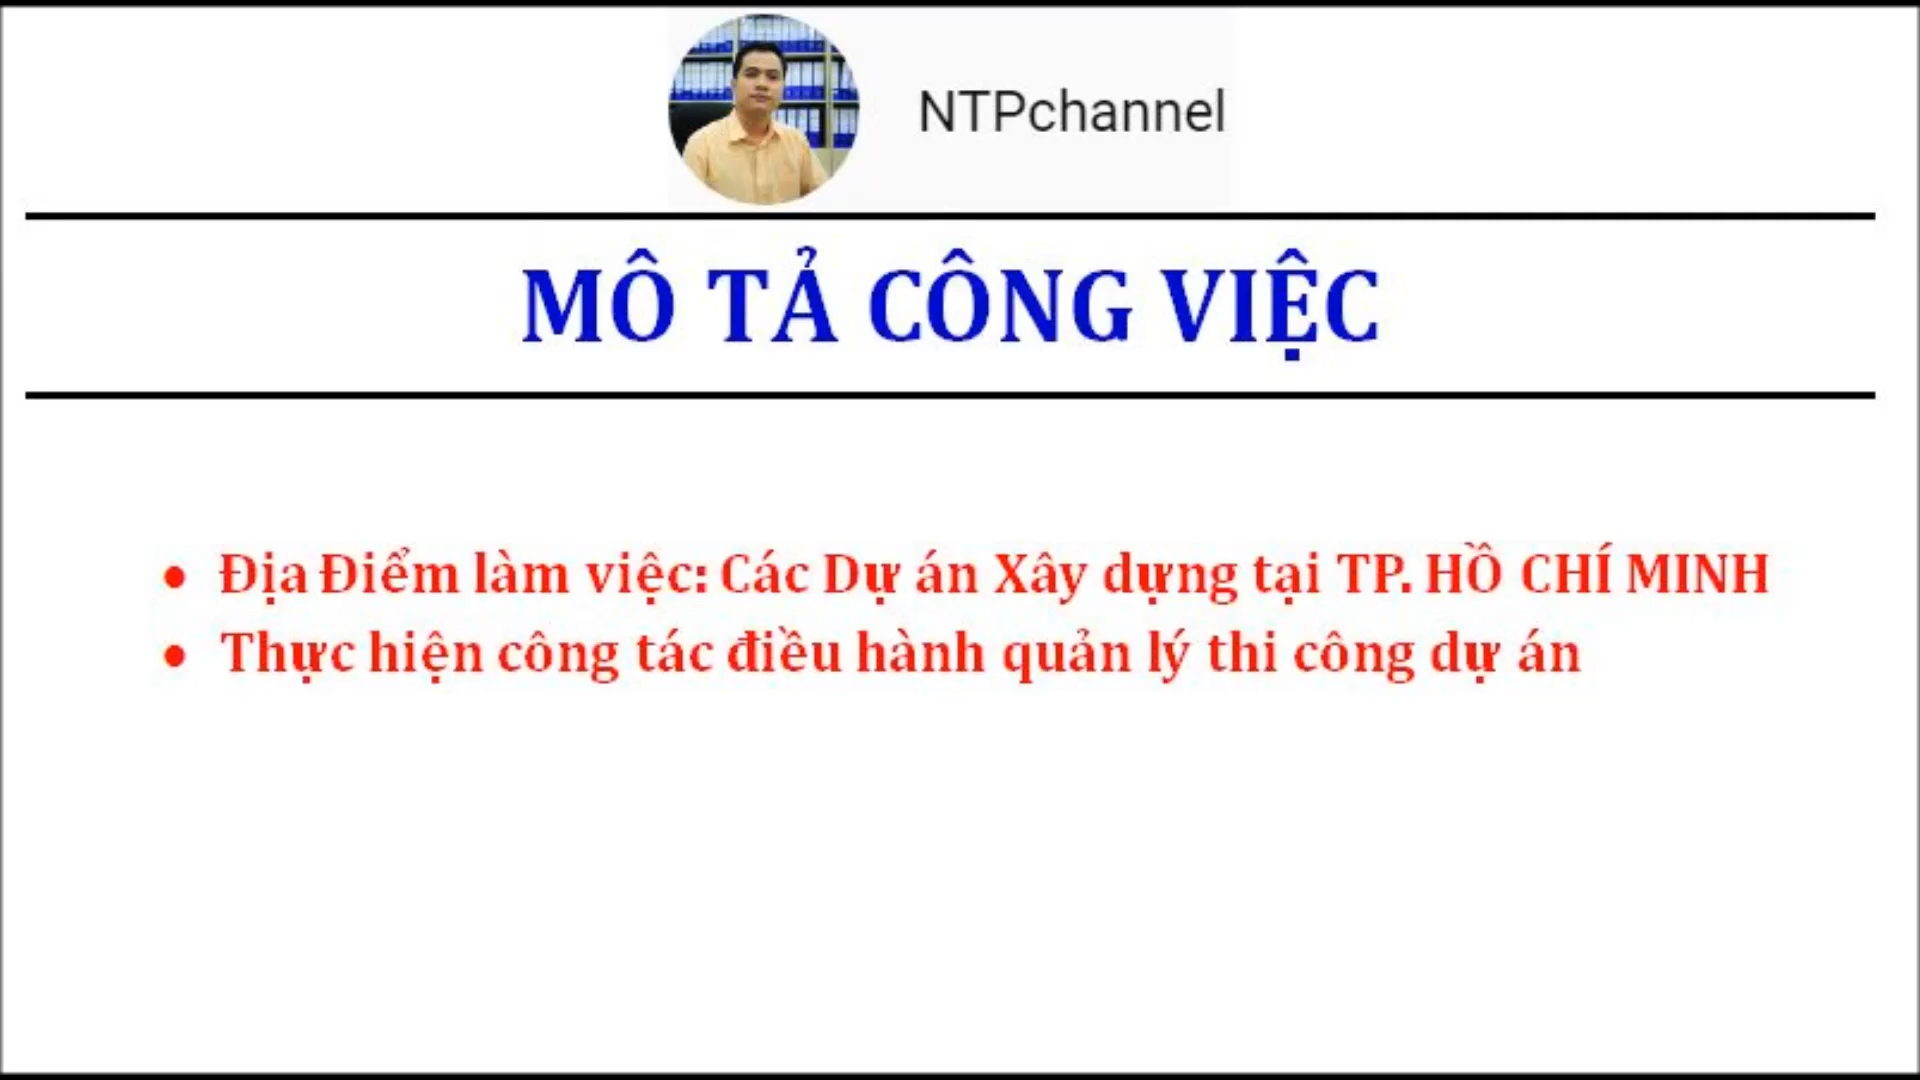 NTPchannel
MÔ TẢ CÔNG VIỆC
• Địa Điểm làm việc: Các Dự án Xây dựng tại TP. HỒ CHÍ MINH
• Thực hiện công tác điều hành quản lý thi công dự án